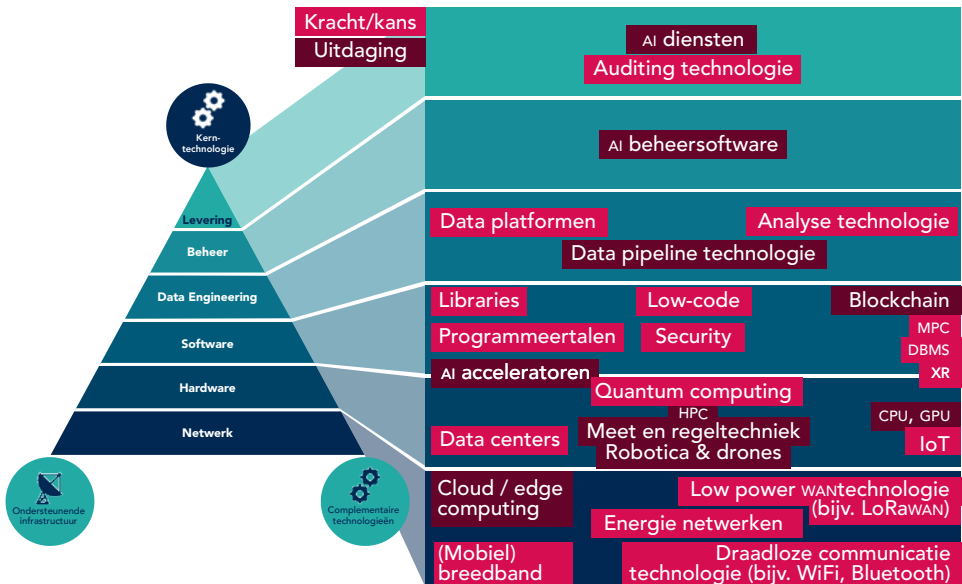 Kracht/kans
Uitdaging
AI diensten
Auditing technologie
Kern-
technologie
AI beheersoftware
Levering
Beheer
Data Engineering
Software
Hardware
Netwerk
Data platformen
Analyse technologie
Data pipeline technologie
Libraries
Low-code
Blockchain
Programmeertalen
Security
MPC
DBMS
XR
AI acceleratoren
Quantum computing
HPC
CPU, GPU
Data centers
Meet en regeltechniek
IoT
Robotica & drones
Ondersteunende
infrastructuur
Complementaire
technologieën
Cloud / edge
computing
Low power WANtechnologie
(bijv. LoRaWAN)
Energie netwerken
(Mobiel)
breedband
Draadloze communicatie
technologie (bijv. WiFi, Bluetooth)